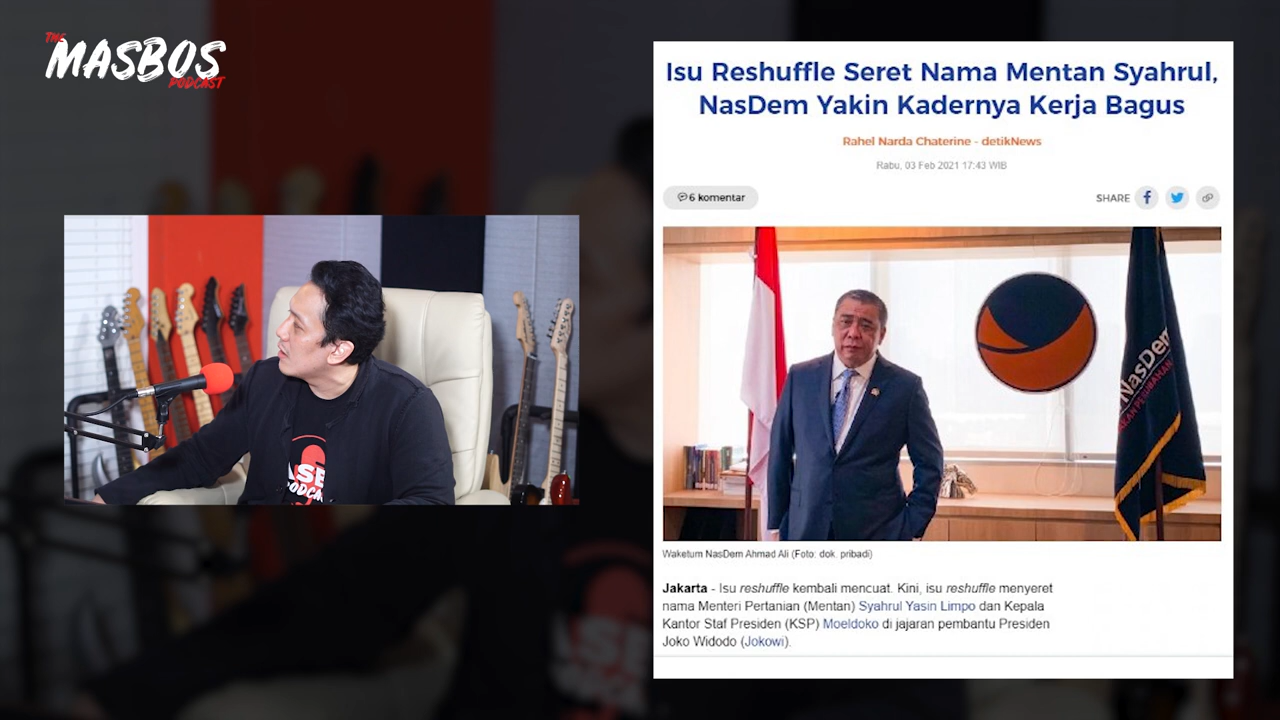 THE
MASBOS
PODCAST
Isu Reshuffle Seret Nama Mentan Syahrul,
NasDem Yakin Kadernya Kerja Bagus
Rahel Narda Chaterine - detikNews
Rabu, 03 Feb 2021 17:43 WIB
6 komentar
SHARE
NasDem
Waketum NasDem Ahmad Ali (Foto: dok. pribadi)
Jakarta - Isu reshuffle kembali mencuat. Kini, isu reshuffle menyeret
nama Menteri Pertanian (Mentan) Syahrul Yasin Limpo dan Kepala
Kantor Staf Presiden (KSP) Moeldoko di jajaran pembantu Presiden
Joko Widodo (Jokowi).